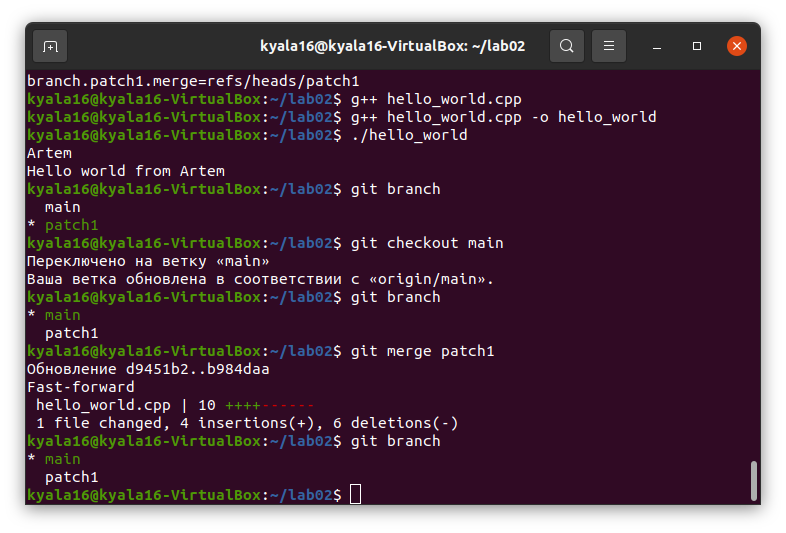 kyala16@kyala16-VirtualBox: ~/lab02
branch.patch1.merge=refs/heads/patch1
kyala16@kyala16-VirtualBox:~/lab02$ g++ hello_world.cpp
kyala16@kyala16-VirtualBox:~/lab02$ g++ hello_world.cpp -o hello_world
kyala16@kyala16-VirtualBox:~/lab02$ ./hello_world
Artem
Hello world from Artem
kyala16@kyala16-VirtualBox:~/lab02$ git branch
  main
* patch1
kyala16@kyala16-VirtualBox:~/lab02$ git checkout main
Переключено на ветку «main»
Ваша ветка обновлена в соответствии с «origin/main».
kyala16@kyala16-VirtualBox:~/lab02$ git branch
* main
  patch1
kyala16@kyala16-VirtualBox:~/lab02$ git merge patch1
Обновление d9451b2..b984daa
Fast-forward
 hello_world.cpp | 10 ++++------
 1 file changed, 4 insertions(+), 6 deletions(-)
kyala16@kyala16-VirtualBox:~/lab02$ git branch
* main
  patch1
kyala16@kyala16-VirtualBox:~/lab02$